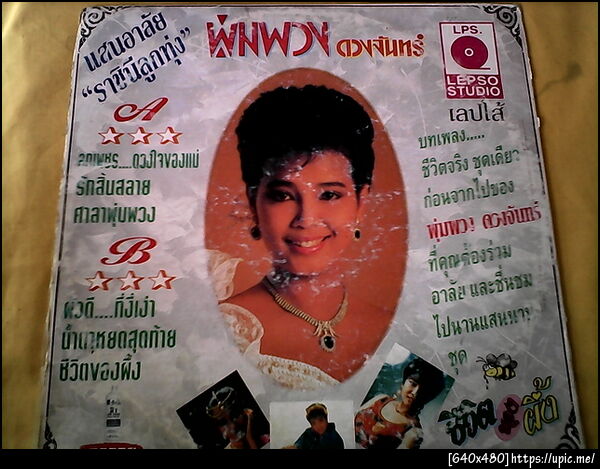 แสนอาลัย
"ราชินีลูกทุ่ง"
พุ่มพวง ดวงจันทร์
LPS.
LEPSO
STUDIO
เลปโส้
A
ลูกเพชร....ดวงใจของแม่
รักสิ้นสลาย
ศาลาพุ่มพวง
B
ผัวดี....ที่งี่เง่า
น้ำตาหยดสุดท้าย
ชีวิตของผึ้ง
บทเพลง.....
ชีวิตจริง ชุดเดียว
ก่อนจากไปของ
พุ่มพวง ดวงจันทร์
ที่คุณต้องร่วม
อาลัย และชื่นชม
ไปนานแสนนาน
ชุด
ชีวิต
ผึ้ง
[640x480]https://upic.me/